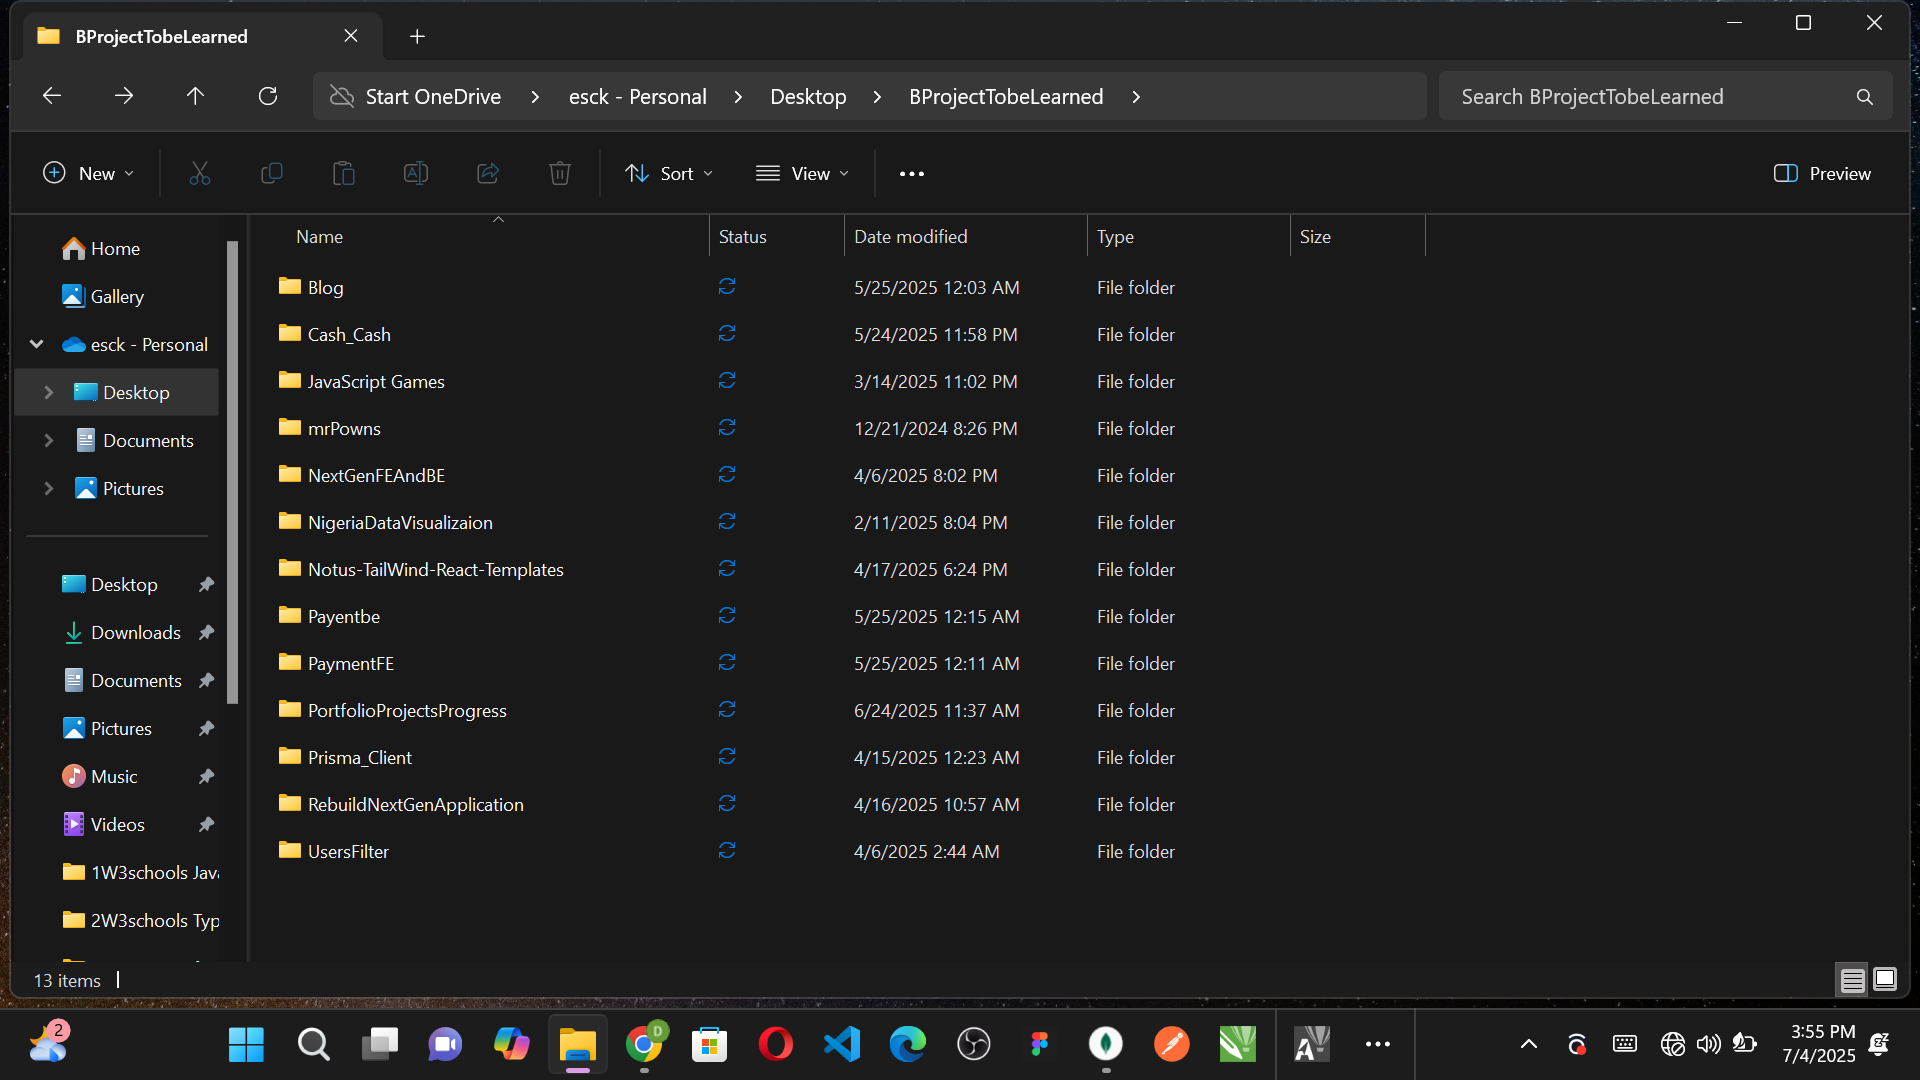 BProjectTobeLearned
Start OneDrive esck - Personal Desktop BProjectTobeLearned
Search BProjectTobeLearned
New Sort View Preview
Home
Gallery
esck - Personal
Desktop
Documents
Pictures
Desktop
Downloads
Documents
Pictures
Music
Videos
1W3schools Jav
2W3schools Typ
Name Status Date modified Type Size
Blog 5/25/2025 12:03 AM File folder
Cash_Cash 5/24/2025 11:58 PM File folder
JavaScript Games 3/14/2025 11:02 PM File folder
mrPowns 12/21/2024 8:26 PM File folder
NextGenFEAndBE 4/6/2025 8:02 PM File folder
NigeriaDataVisualizaion 2/11/2025 8:04 PM File folder
Notus-TailWind-React-Templates 4/17/2025 6:24 PM File folder
Payentbe 5/25/2025 12:15 AM File folder
PaymentFE 5/25/2025 12:11 AM File folder
PortfolioProjectsProgress 6/24/2025 11:37 AM File folder
Prisma_Client 4/15/2025 12:23 AM File folder
RebuildNextGenApplication 4/16/2025 10:57 AM File folder
UsersFilter 4/6/2025 2:44 AM File folder
13 items
2
D
3:55 PM
7/4/2025